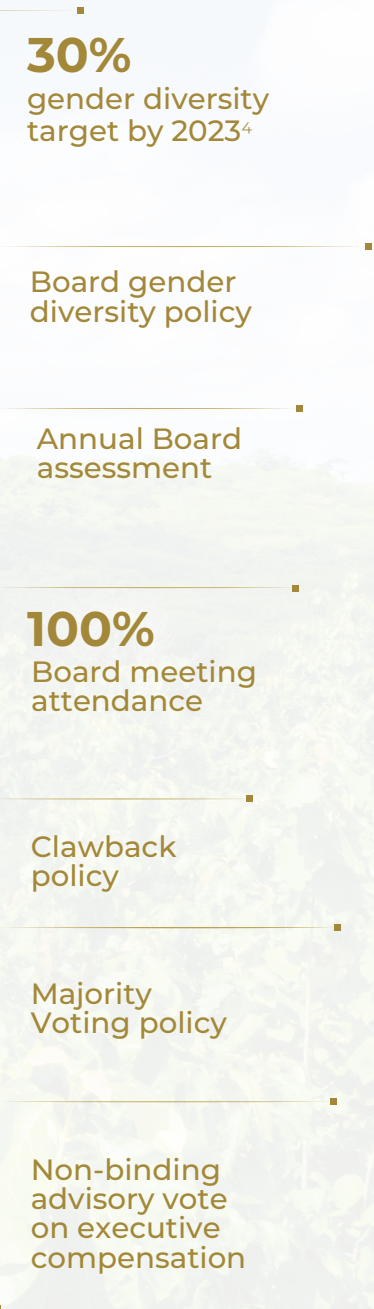 30%
gender diversity
target by 2023⁴
Board gender
diversity policy
Annual Board
assessment
100%
Board meeting
attendance
Clawback
policy
Majority
Voting policy
Non-binding
advisory vote
on executive
compensation